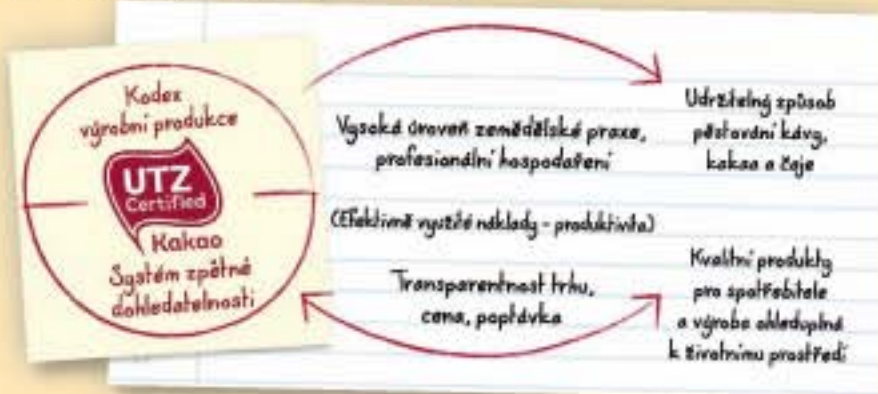 Kodex
výrobní produkce
UTZ
Certified
Kakao
Systém zpětné
dohledatelnosti
Vysoká úroveň zemědělské praxe,
profesionální hospodaření
(Efektivně využité náklady - produktivita)
Transparentnost trhu,
cena, poptávka
Udržitelný způsob
pěstování kávy,
kakaa a čaje
Kvalitní produkty
pro spotřebitele
a výroba ohleduplná
k životnímu prostředí